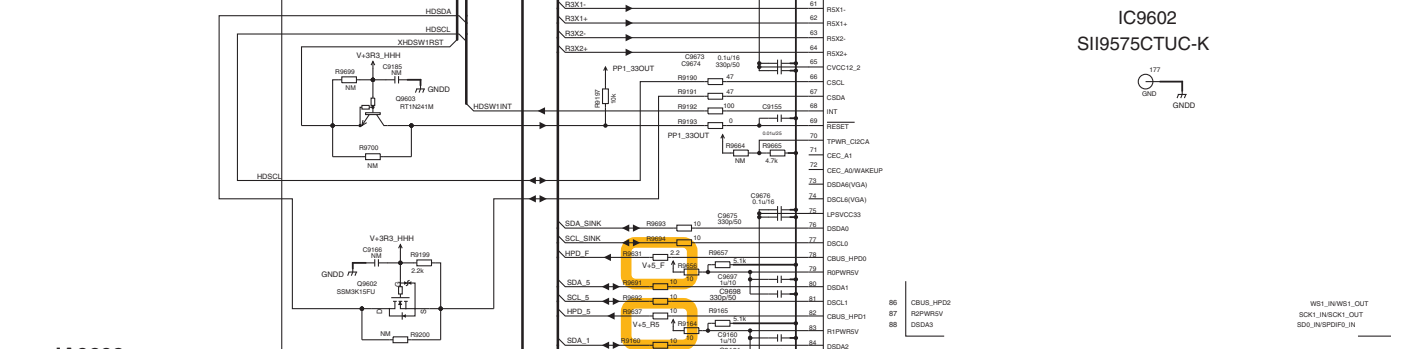 HDSDA
HDSCL
XHDSW1RST
V+3R3_HHH
R9699
NM
C9185
NM
GNDD
Q9603
RT1N241M
R9700
NM
HDSCL
HDSW1INT
V+3R3_HHH
C9166
NM
R9199
2.2k
GNDD
Q9602
SSM3K15FU
D
S
NM
R9200
R3X1-
R3X1+
R3X2-
R3X2+
PP1_33OUT
R9197
10k
C9673
C9674
0.1u/16
330p/50
R9190
47
R9191
47
R9192
100
R9193
0
C9155
0.01u/25
PP1_33OUT
R9664
NM
R9665
4.7k
C9676
0.1u/16
C9675
330p/50
SDA_SINK
R9693
10
SCL_SINK
R9694
10
HPD_F
R9631
2.2
R9657
5.1k
V+5_F
R9656
10
SDA_5
R9691
10
C9697
1u/10
SCL_5
R9692
10
C9698
330p/50
HPD_5
R9637
10
R9165
5.1k
V+5_R5
R9164
10
SDA_1
R9160
10
C9160
1u/10
61 R5X1-
62 R5X1+
63 R5X2-
64 R5X2+
65 CVCC12_2
66 CSCL
67 CSDA
68 INT
69 RESET
70 TPWR_CI2CA
71 CEC_A1
72 CEC_A0/WAKEUP
73 DSDA6(VGA)
74 DSCL6(VGA)
75 LPSVCC33
76 DSDA0
77 DSCL0
78 CBUS_HPD0
79 R0PWR5V
80 DSDA1
81 DSCL1
82 CBUS_HPD1
83 R1PWR5V
84 DSDA2
86 CBUS_HPD2
87 R2PWR5V
88 DSDA3
IC9602
SII9575CTUC-K
177
GND
GNDD
WS1_IN/WS1_OUT
SCK1_IN/SCK1_OUT
SD0_IN/SPDIF0_IN